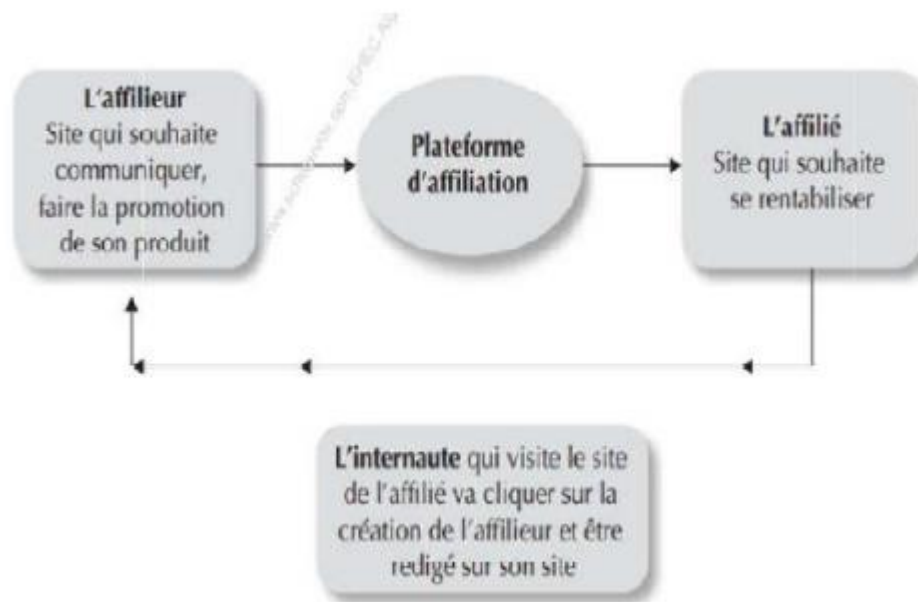 L'affilieur
Site qui souhaite
communiquer,
faire la promotion
de son produit
Plateforme
d'affiliation
L'affilié
Site qui souhaite
se rentabiliser
L'internaute qui visite le site
de l'affilié va cliquer sur la
création de l'affilieur et être
redigé sur son site